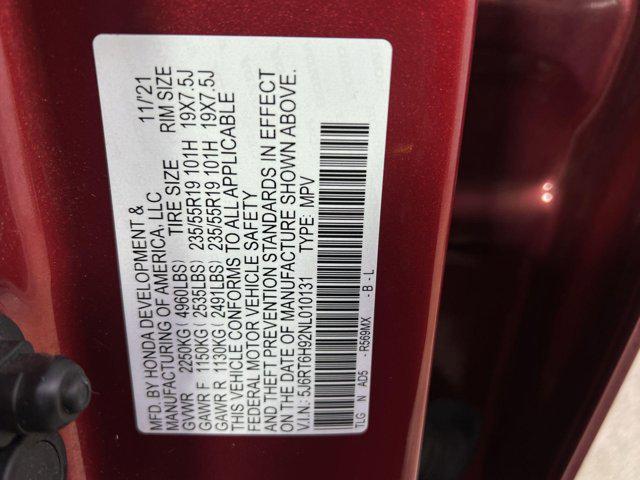 MFD. BY HONDA DEVELOPMENT &
MANUFACTURING OF AMERICA, LLC 11/'21
GVWR 2250KG (4960LBS) TIRE SIZE RIM SIZE
GAWR F 1150KG (2535LBS) 235/55R19 101H 19X7.5J
GAWR R 1130KG (2491LBS) 235/55R19 101H 19X7.5J
THIS VEHICLE CONFORMS TO ALL APPLICABLE
FEDERAL MOTOR VEHICLE SAFETY
AND THEFT PREVENTION STANDARDS IN EFFECT
ON THE DATE OF MANUFACTURE SHOWN ABOVE.
V.I.N.: 5J6RT6H92NL010131 TYPE: MPV
TLG N AD5 - R569MX - B - L